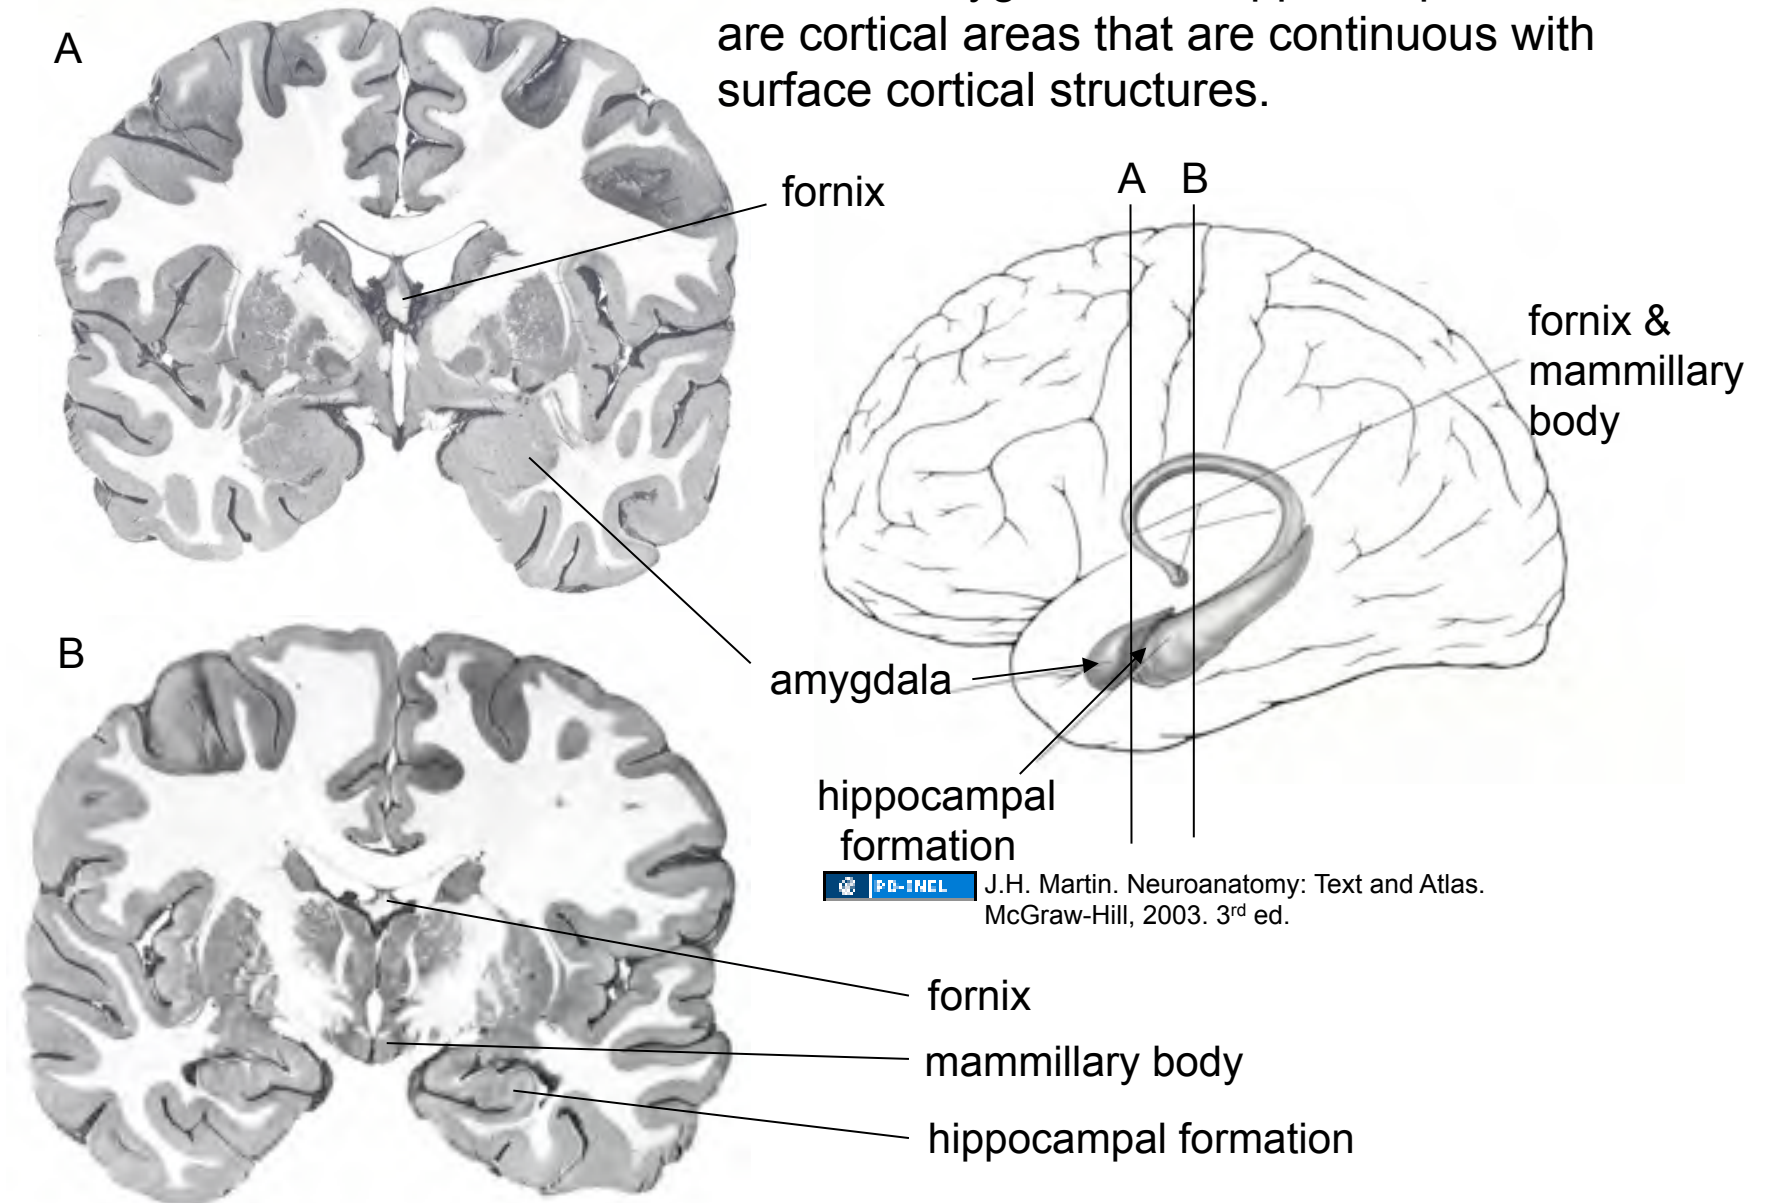 are cortical areas that are continuous with
surface cortical structures.
A
fornix
A B
fornix &
mammillary
body
amygdala
B
hippocampal
formation
PD-INEL J.H. Martin. Neuroanatomy: Text and Atlas.
McGraw-Hill, 2003. 3rd ed.
fornix
mammillary body
hippocampal formation